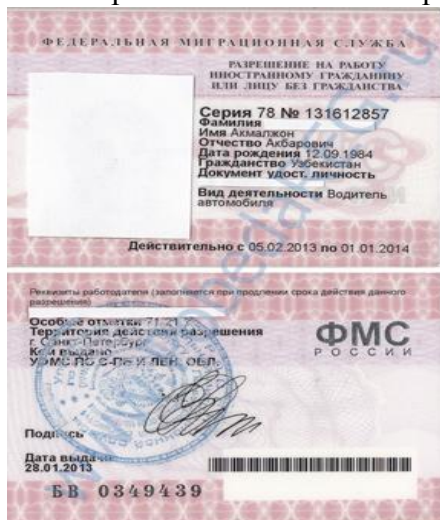 ФЕДЕРАЛЬНАЯ МИГРАЦИОННАЯ СЛУЖБА
РАЗРЕШЕНИЕ НА РАБОТУ
ИНОСТРАННОМУ ГРАЖДАНИНУ
ИЛИ ЛИЦУ БЕЗ ГРАЖДАНСТВА
Серия 78 № 131612857
Фамилия
Имя Акмалжон
Отчество Акбарович
Дата рождения 12.09.1984
Гражданство Узбекистан
Документ удост. личность
Вид деятельности Водитель
автомобиля
Действительно с 05.02.2013 по 01.01.2014
Реквизиты работодателя (заполняется при продлении срока действия данного
разрешения)
Особые отметки 71.21.
Территория действия разрешения
г. Санкт-Петербург
Кем выдано
УФМС ПО С-ПБ И ЛЕН. ОБЛ.
ФМС
РОССИИ
Подпись
Дата выдачи
28.01.2013
БВ 0349439